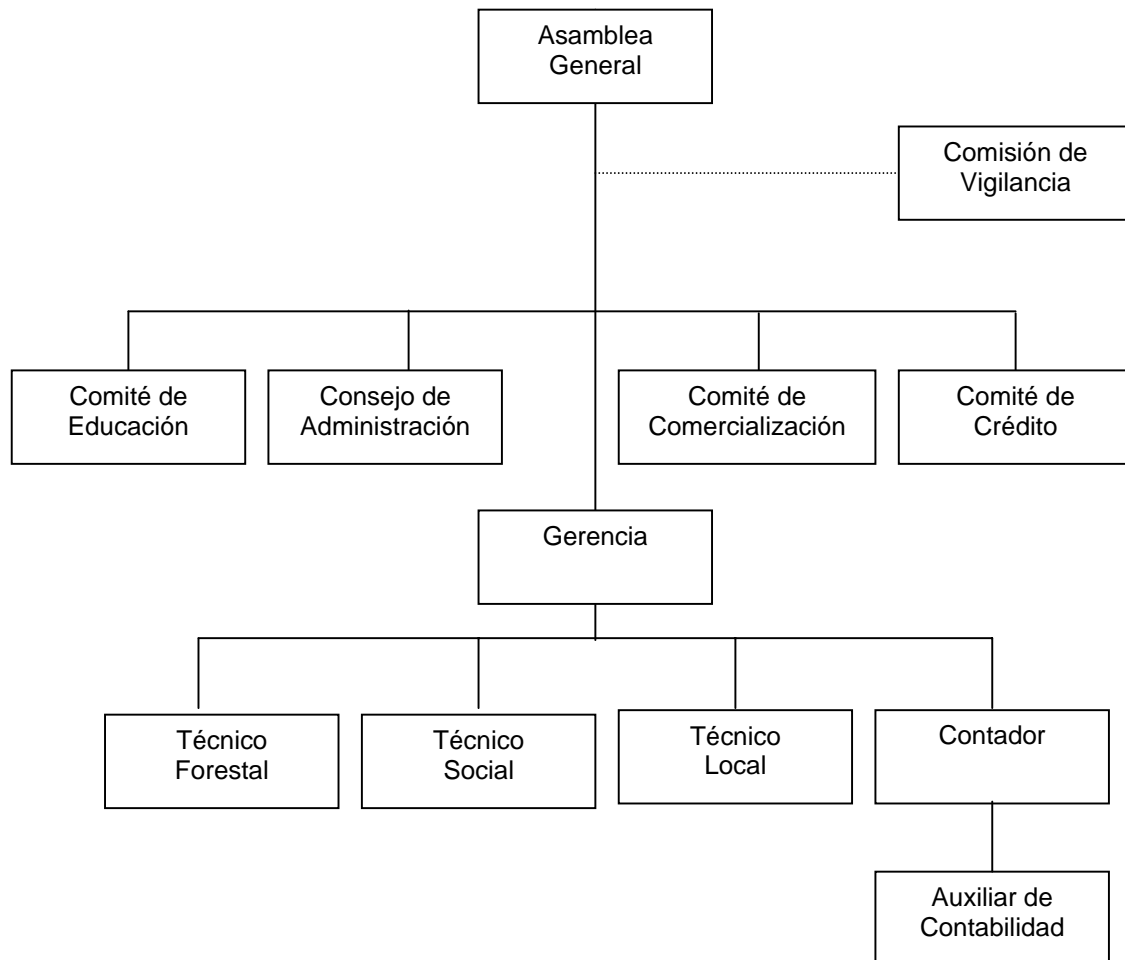 Asamblea
General
Comisión de
Vigilancia
Comité de
Educación
Consejo de
Administración
Comité de
Comercialización
Comité de
Crédito
Gerencia
Técnico
Forestal
Técnico
Social
Técnico
Local
Contador
Auxiliar de
Contabilidad